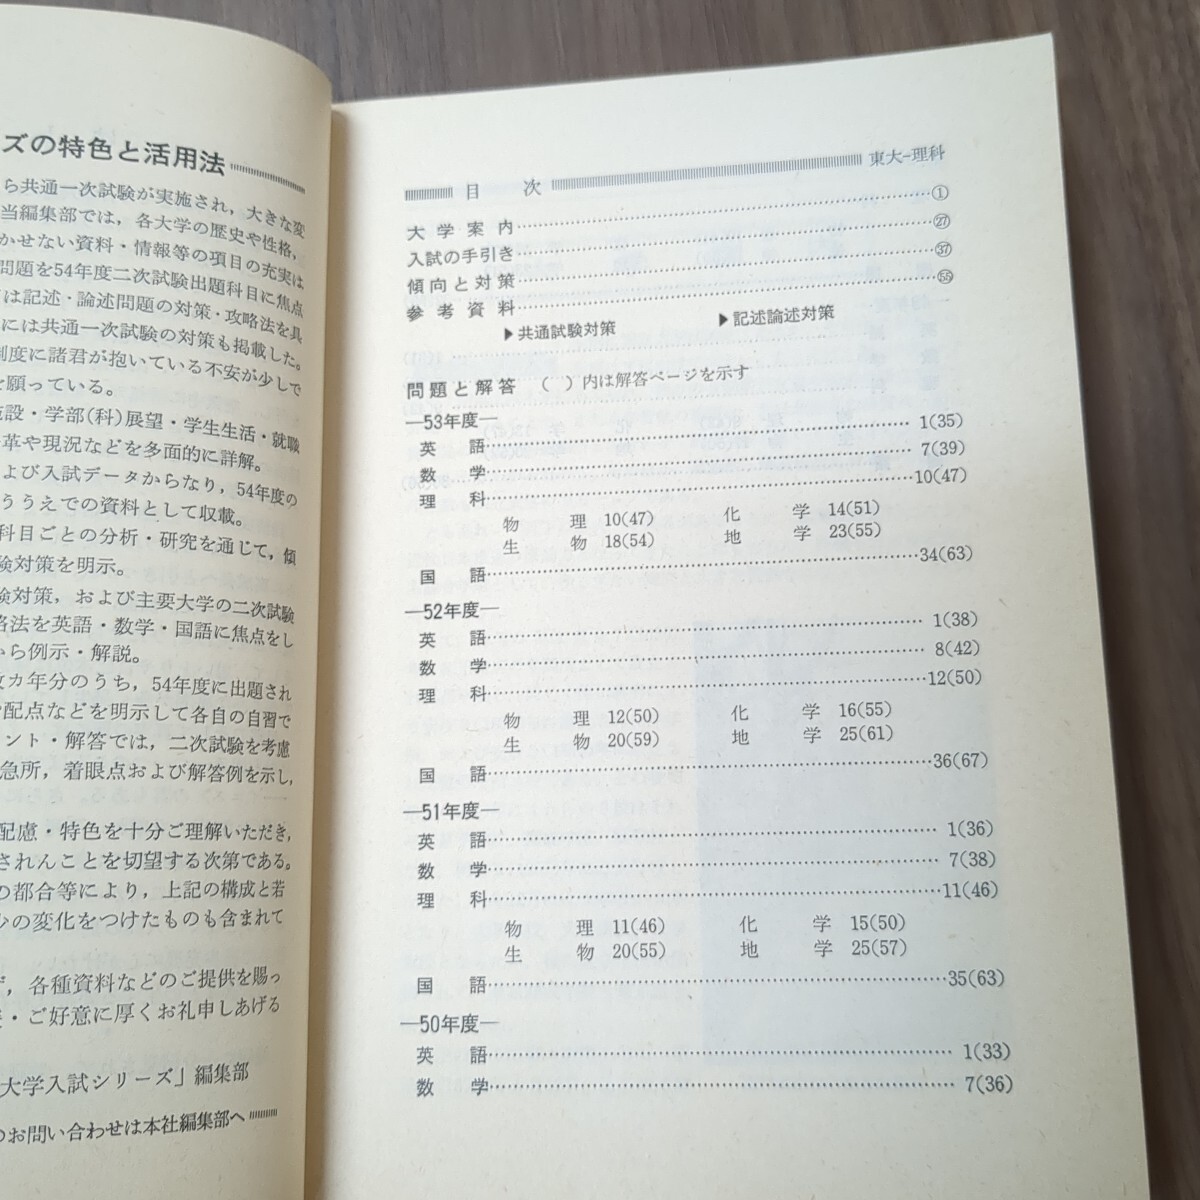 ズの特色と活用法
ら共通一次試験が実施され，大きな変
当編集部では，各大学の歴史や性格，
かせない資料・情報等の項目の充実は
問題を54年度二次試験出題科目に焦点
は記述・論述問題の対策・攻略法を具
には共通一次試験の対策も掲載した。
制度に諸君が抱いている不安が少しで
を願っている。
施設・学部(科)展望・学生生活・就職
革や現況などを多面的に詳解。
および入試データからなり，54年度の
ううえでの資料として収載。
科目ごとの分析・研究を通じて，傾
験対策を明示。
験対策，および主要大学の二次試験
略法を英語・数学・国語に焦点をし
から例示・解説。
数カ年分のうち，54年度に出題され
配点などを明示して各自の自習で
ント・解答では，二次試験を考慮
急所，着眼点および解答例を示し，
配慮・特色を十分ご理解いただき，
されんことを切望する次第である。
の都合等により，上記の構成と若
少の変化をつけたものも含まれて
ず，各種資料などのご提供を賜っ
・ご好意に厚くお礼申しあげる
大学入試シリーズ」編集部
のお問い合わせは本社編集部へ
目 次 東大-理科
大学案内……①
入試の手引き……㉗
傾向と対策……㊲
参考資料……55
▶共通試験対策 ▶記述論述対策
問題と解答 （ ）内は解答ページを示す
—53年度—
英 語……1(35)
数 学……7(39)
理 科……10(47)
物 理 10(47) 化 学 14(51)
生 物 18(54) 地 学 23(55)
国 語……34(63)
—52年度—
英 語……1(38)
数 学……8(42)
理 科……12(50)
物 理 12(50) 化 学 16(55)
生 物 20(59) 地 学 25(61)
国 語……36(67)
—51年度—
英 語……1(36)
数 学……7(38)
理 科……11(46)
物 理 11(46) 化 学 15(50)
生 物 20(55) 地 学 25(57)
国 語……35(63)
—50年度—
英 語……1(33)
数 学……7(36)